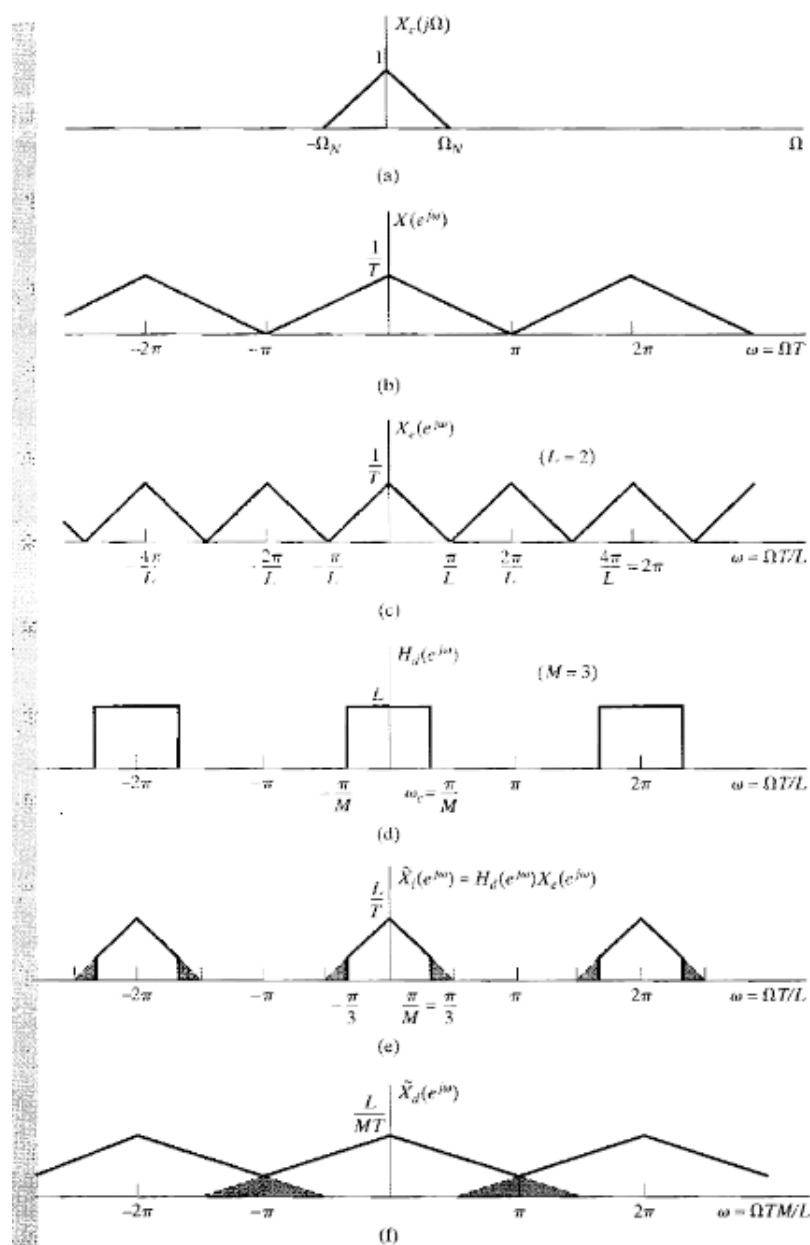 X_c(jΩ)
1
−Ω_N Ω_N Ω
(a)
X(e^{jω})
1/T
−2π −π π 2π ω = ΩT
(b)
X_e(e^{jω})
1/T (L = 2)
−4π/L −2π/L −π/L π/L 2π/L 4π/L = 2π ω = ΩT/L
(c)
H_d(e^{jω})
(M = 3)
L
−2π −π −π/M ω_c = π/M π 2π ω = ΩT/L
(d)
X̃_i(e^{jω}) = H_d(e^{jω})X_e(e^{jω})
L/T
−2π −π −π/3 π/M = π/3 π 2π ω = ΩT/L
(e)
X̃_d(e^{jω})
L/MT
−2π −π π 2π ω = ΩTM/L
(f)